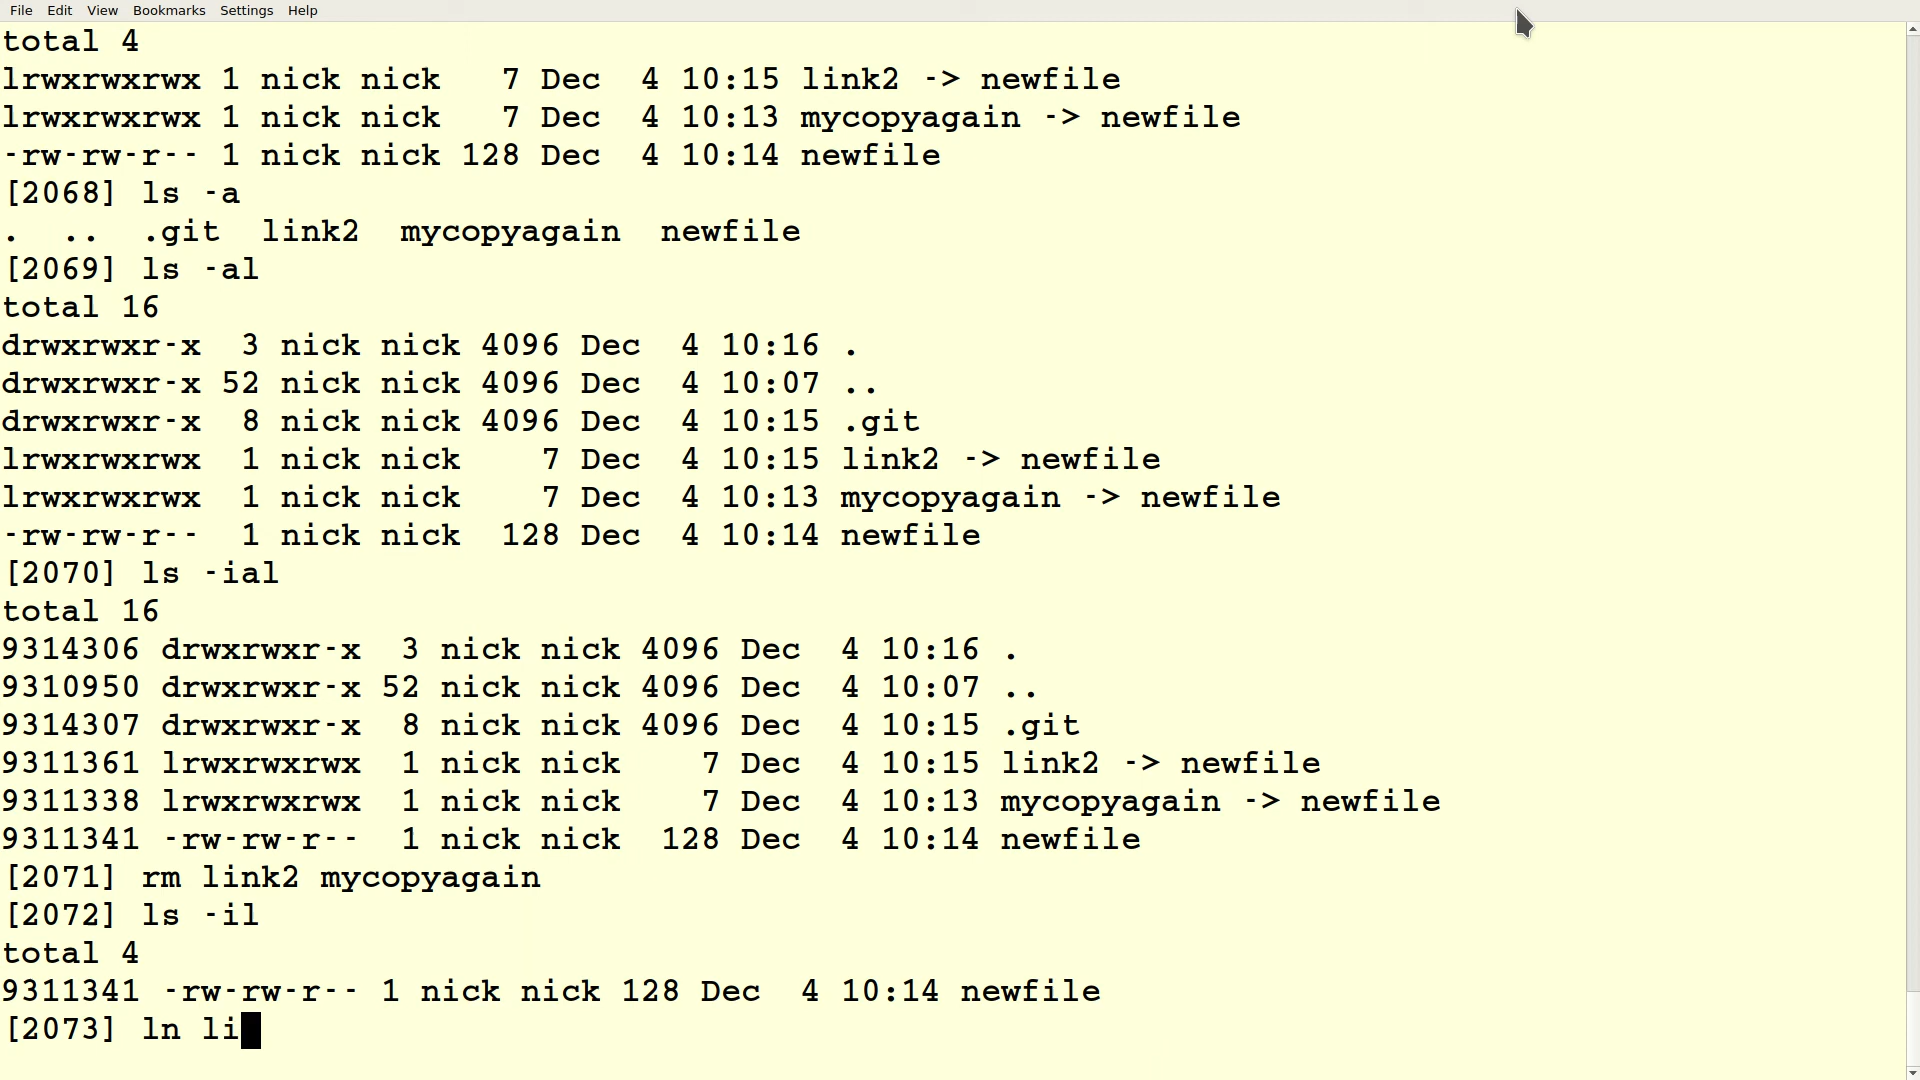 File Edit View Bookmarks Settings Help
total 4
lrwxrwxrwx 1 nick nick   7 Dec  4 10:15 link2 -> newfile
lrwxrwxrwx 1 nick nick   7 Dec  4 10:13 mycopyagain -> newfile
-rw-rw-r-- 1 nick nick 128 Dec  4 10:14 newfile
[2068] ls -a
.  ..  .git  link2  mycopyagain  newfile
[2069] ls -al
total 16
drwxrwxr-x  3 nick nick 4096 Dec  4 10:16 .
drwxrwxr-x 52 nick nick 4096 Dec  4 10:07 ..
drwxrwxr-x  8 nick nick 4096 Dec  4 10:15 .git
lrwxrwxrwx  1 nick nick    7 Dec  4 10:15 link2 -> newfile
lrwxrwxrwx  1 nick nick    7 Dec  4 10:13 mycopyagain -> newfile
-rw-rw-r--  1 nick nick  128 Dec  4 10:14 newfile
[2070] ls -ial
total 16
9314306 drwxrwxr-x  3 nick nick 4096 Dec  4 10:16 .
9310950 drwxrwxr-x 52 nick nick 4096 Dec  4 10:07 ..
9314307 drwxrwxr-x  8 nick nick 4096 Dec  4 10:15 .git
9311361 lrwxrwxrwx  1 nick nick    7 Dec  4 10:15 link2 -> newfile
9311338 lrwxrwxrwx  1 nick nick    7 Dec  4 10:13 mycopyagain -> newfile
9311341 -rw-rw-r--  1 nick nick  128 Dec  4 10:14 newfile
[2071] rm link2 mycopyagain
[2072] ls -il
total 4
9311341 -rw-rw-r-- 1 nick nick 128 Dec  4 10:14 newfile
[2073] ln li